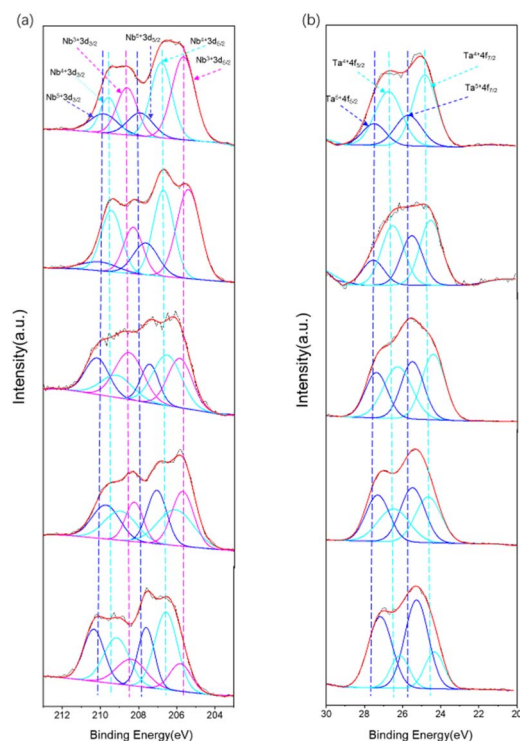 (a)
Nb³⁺3d₃/₂
Nb⁵⁺3d₅/₂
Nb⁴⁺3d₅/₂
Nb⁴⁺3d₃/₂
Nb³⁺3d₅/₂
Nb⁵⁺3d₃/₂
Intensity(a.u.)
212 210 208 206 204
Binding Energy(eV)
(b)
Ta⁴⁺4f₅/₂
Ta⁴⁺4f₇/₂
Ta⁵⁺4f₅/₂
Ta⁵⁺4f₇/₂
Intensity(a.u.)
30 28 26 24 22 20
Binding Energy(eV)